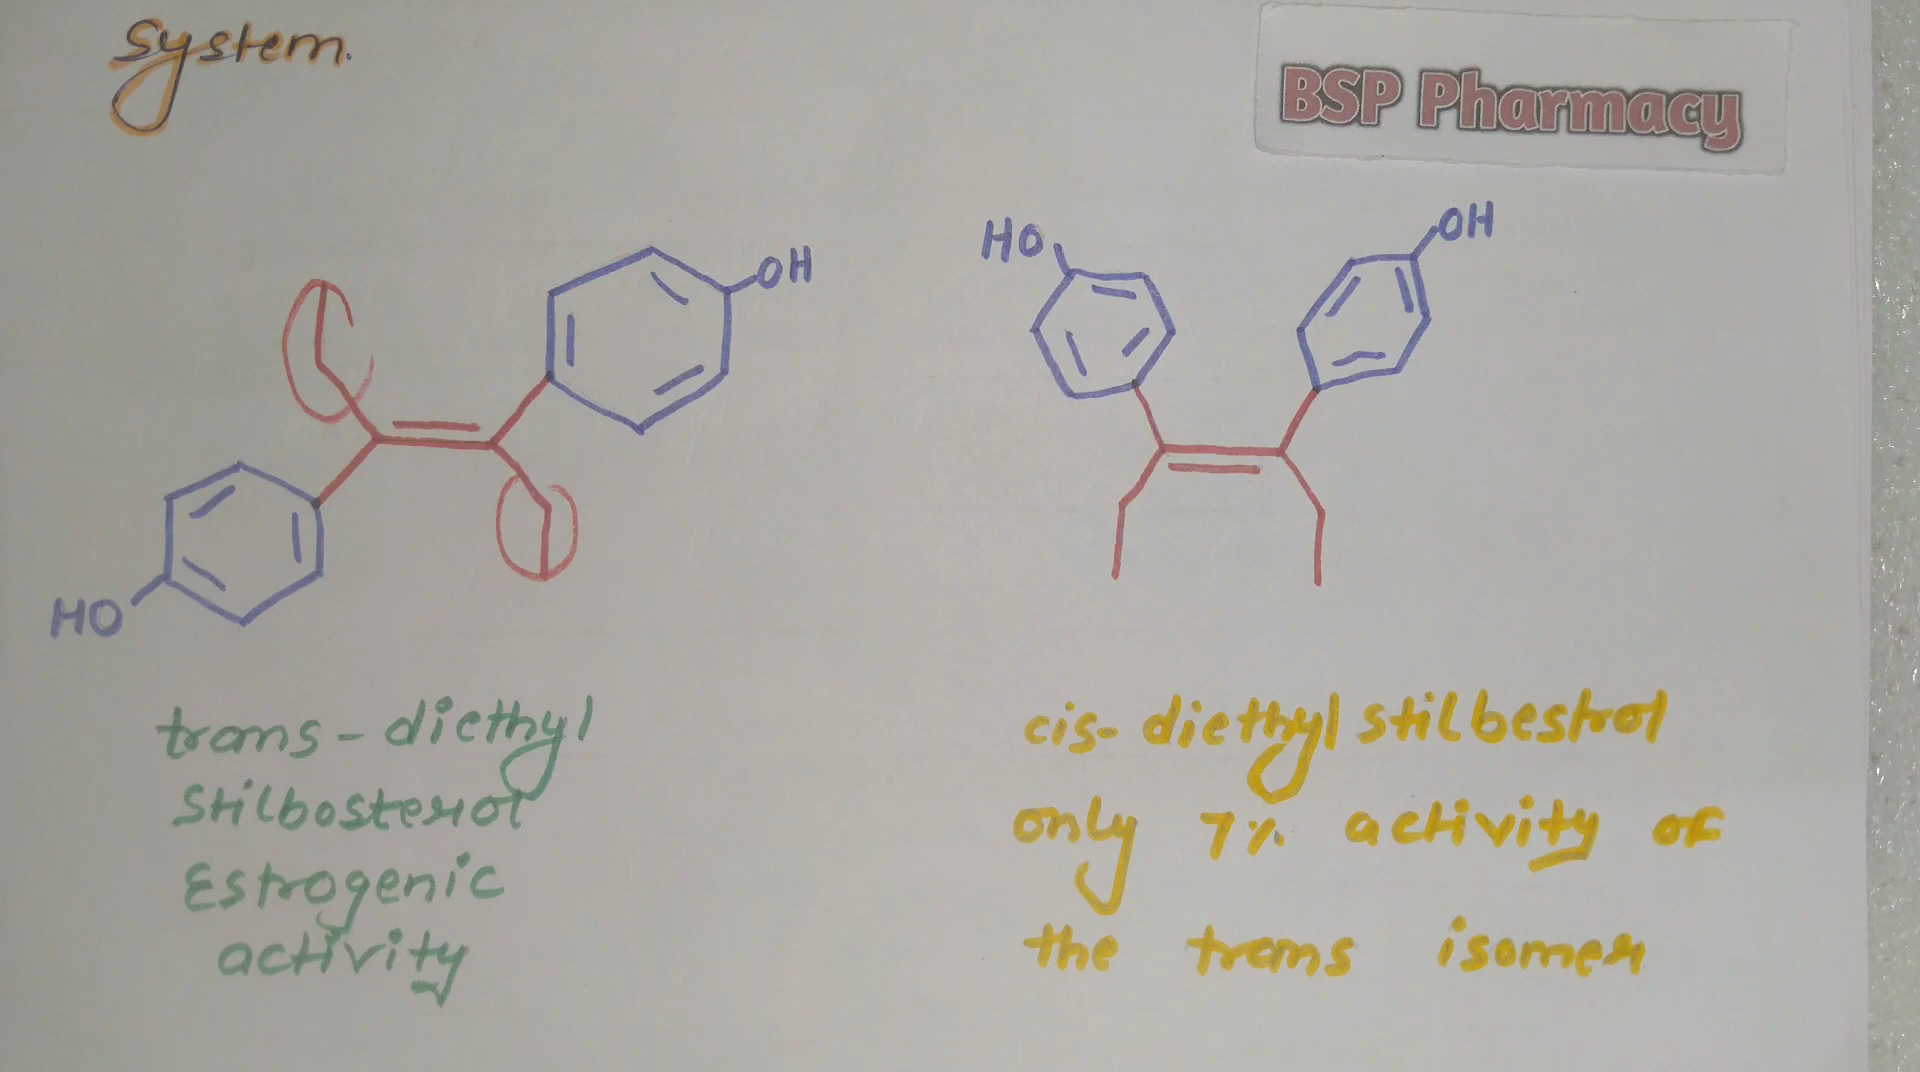 System.
BSP Pharmacy
OH
HO
HO
OH
trans - diethyl
Stilbosterol
Estrogenic
activity
cis- diethyl stilbestrol
only 7% activity of
the trans isomer